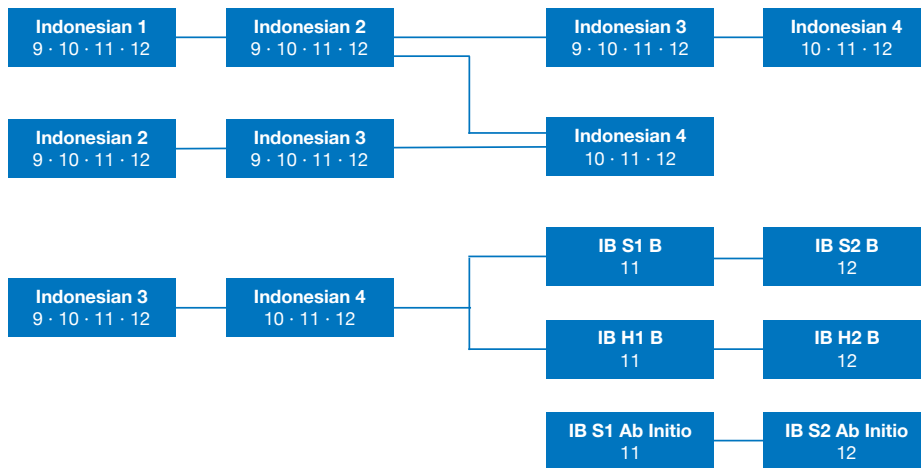 Indonesian 1
9 · 10 · 11 · 12
Indonesian 2
9 · 10 · 11 · 12
Indonesian 3
9 · 10 · 11 · 12
Indonesian 4
10 · 11 · 12
Indonesian 2
9 · 10 · 11 · 12
Indonesian 3
9 · 10 · 11 · 12
Indonesian 4
10 · 11 · 12
Indonesian 3
9 · 10 · 11 · 12
Indonesian 4
10 · 11 · 12
IB S1 B
11
IB S2 B
12
IB H1 B
11
IB H2 B
12
IB S1 Ab Initio
11
IB S2 Ab Initio
12